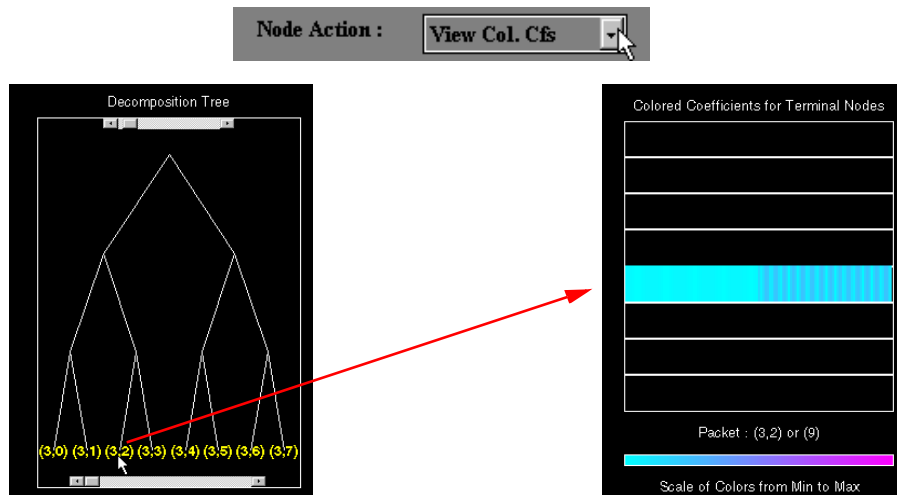 Node Action :
View Col. Cfs
Decomposition Tree
(3,0) (3,1) (3,2) (3,3) (3,4) (3,5) (3,6) (3,7)
Colored Coefficients for Terminal Nodes
Packet : (3,2) or (9)
Scale of Colors from Min to Max